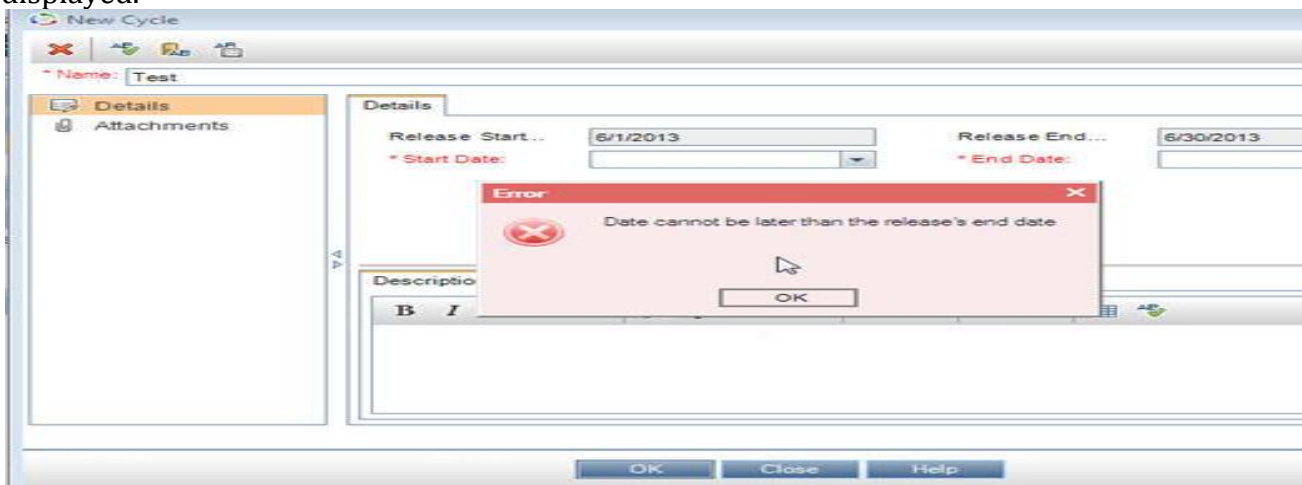 displayed.
New Cycle
* Name: Test
Details
Attachments
Details
Release Start... 6/1/2013 Release End... 6/30/2013
* Start Date: * End Date:
Error
Date cannot be later than the release's end date
OK
Descriptio
B I
OK Close Help